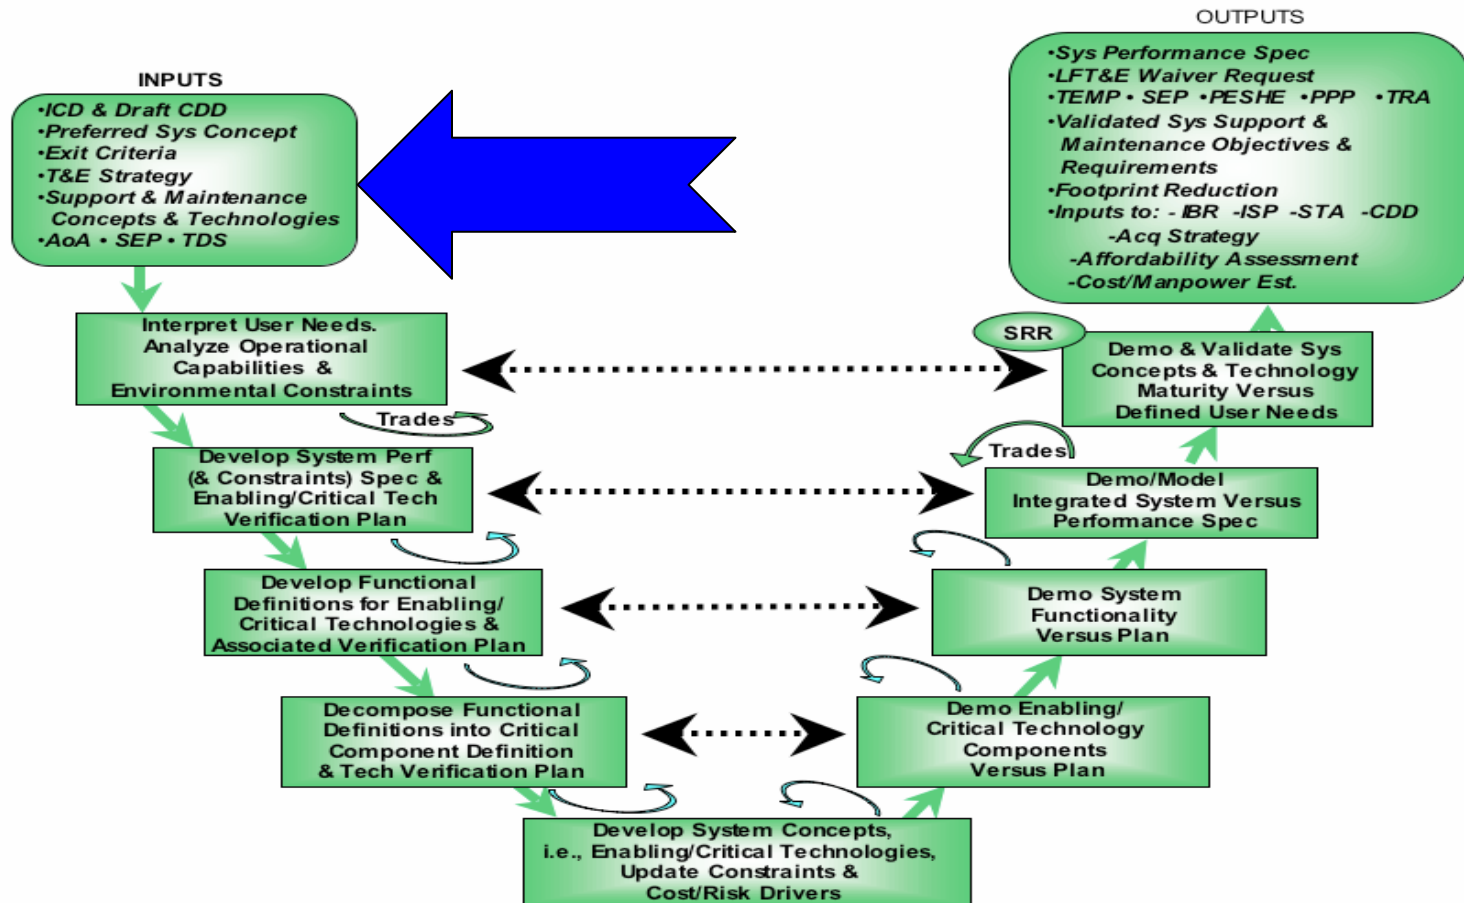 INPUTS
•ICD & Draft CDD
•Preferred Sys Concept
•Exit Criteria
•T&E Strategy
•Support & Maintenance
Concepts & Technologies
•AoA • SEP • TDS
OUTPUTS
•Sys Performance Spec
•LFT&E Waiver Request
•TEMP • SEP •PESHE •PPP •TRA
•Validated Sys Support &
Maintenance Objectives &
Requirements
•Footprint Reduction
•Inputs to: - IBR -ISP -STA -CDD
-Acq Strategy
-Affordability Assessment
-Cost/Manpower Est.
Interpret User Needs.
Analyze Operational
Capabilities &
Environmental Constraints
Trades
Develop System Perf
(& Constraints) Spec &
Enabling/Critical Tech
Verification Plan
Develop Functional
Definitions for Enabling/
Critical Technologies &
Associated Verification Plan
Decompose Functional
Definitions into Critical
Component Definition
& Tech Verification Plan
Develop System Concepts,
i.e., Enabling/Critical Technologies,
Update Constraints &
Cost/Risk Drivers
Demo Enabling/
Critical Technology
Components
Versus Plan
Demo System
Functionality
Versus Plan
Demo/Model
Integrated System Versus
Performance Spec
Trades
SRR
Demo & Validate Sys
Concepts & Technology
Maturity Versus
Defined User Needs